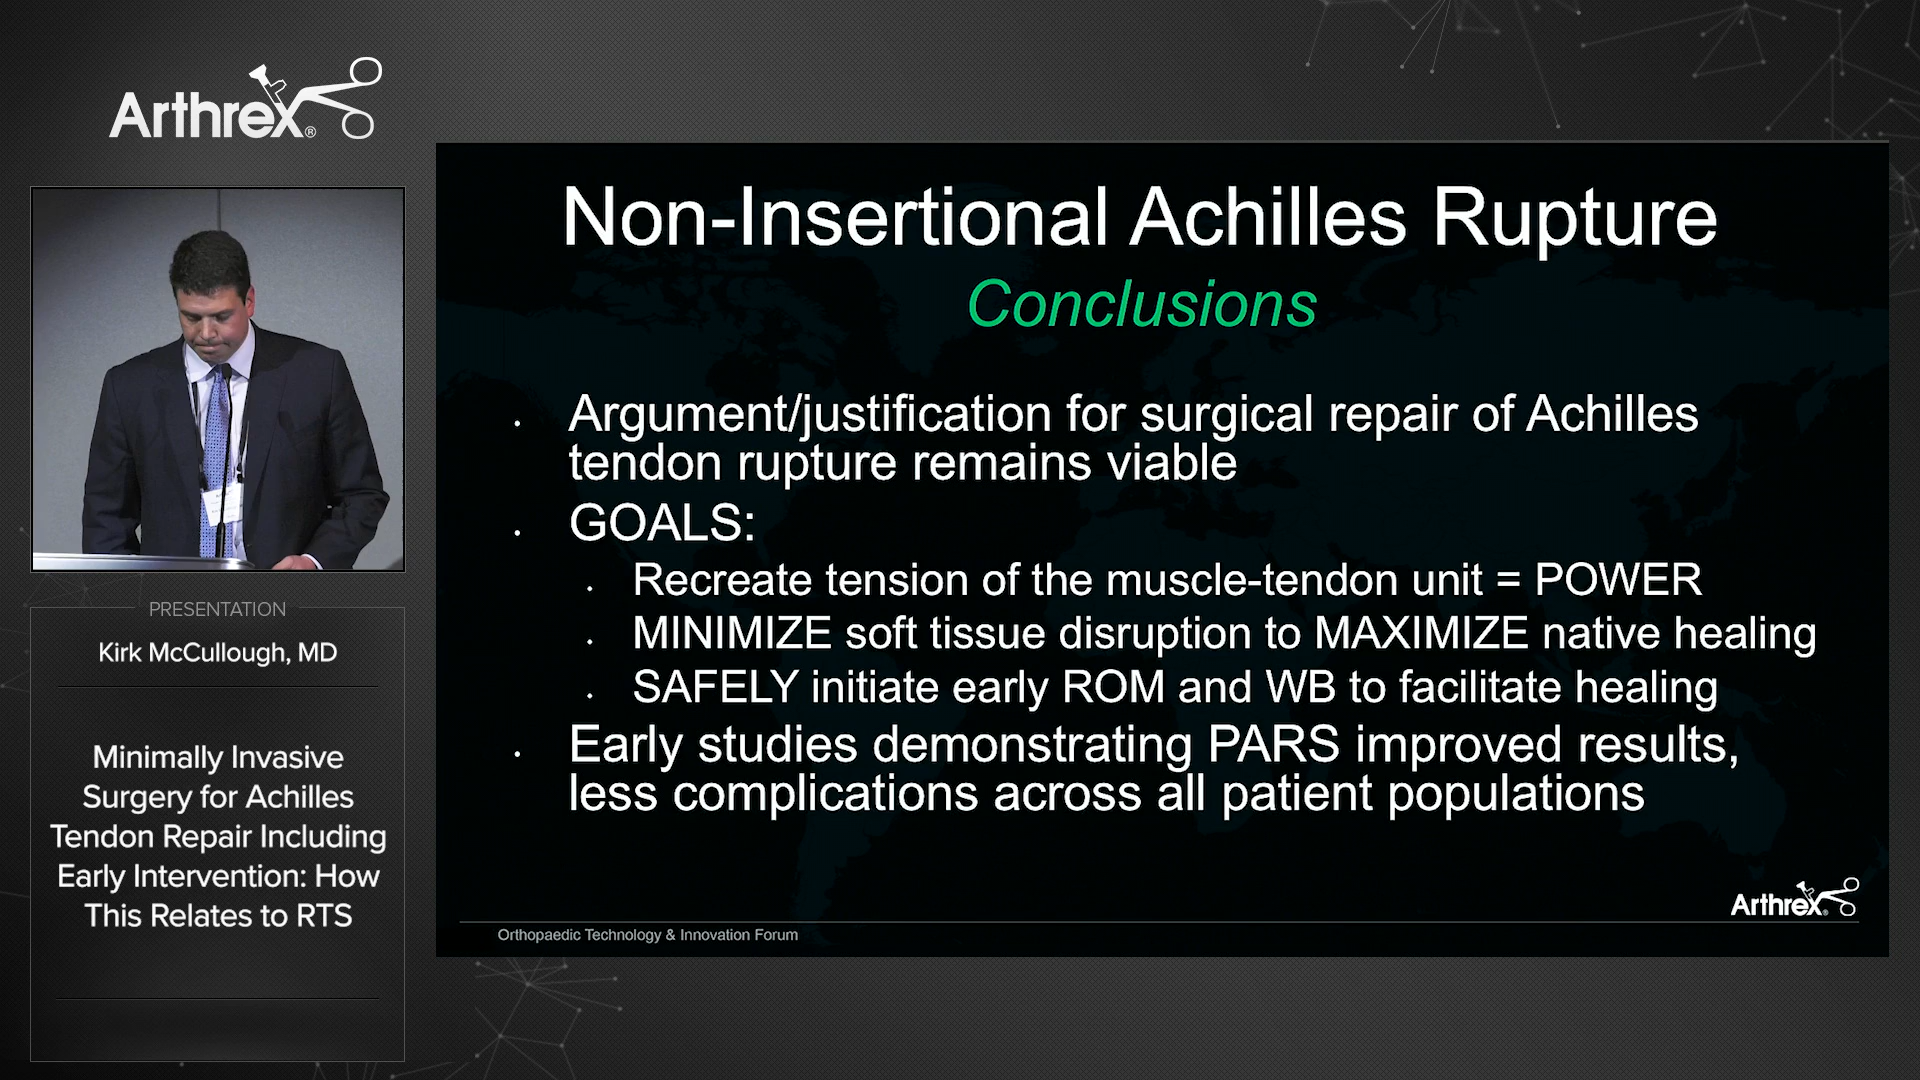 Arthrex®
PRESENTATION
Kirk McCullough, MD
Minimally Invasive
Surgery for Achilles
Tendon Repair Including
Early Intervention: How
This Relates to RTS
Non-Insertional Achilles Rupture
Conclusions
• Argument/justification for surgical repair of Achilles
tendon rupture remains viable
• GOALS:
• Recreate tension of the muscle-tendon unit = POWER
• MINIMIZE soft tissue disruption to MAXIMIZE native healing
• SAFELY initiate early ROM and WB to facilitate healing
• Early studies demonstrating PARS improved results,
less complications across all patient populations
Arthrex®
Orthopaedic Technology & Innovation Forum